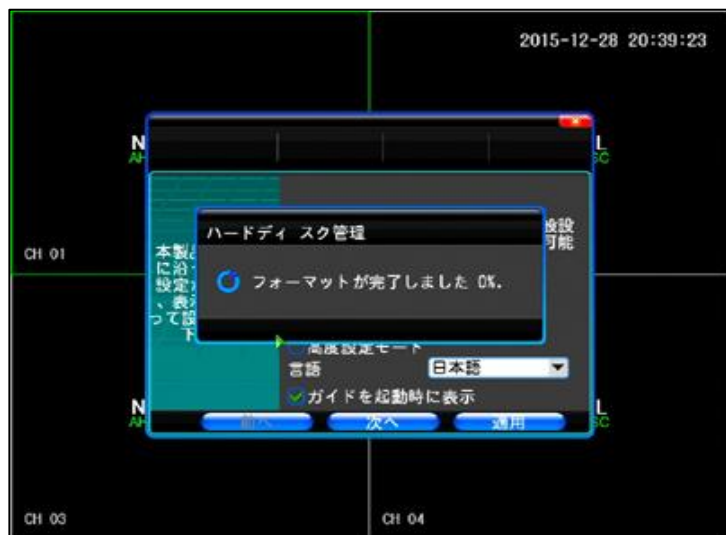 2015-12-28 20:39:23
CH 01
ハードディ スク管理
フォーマットが完了しました 0%.
本製
に沿
設定
、表
って設
下
設設
可能
高度設定モード
言語
日本語
ガイドを起動時に表示
前へ
次へ
適用
CH 03
CH 04